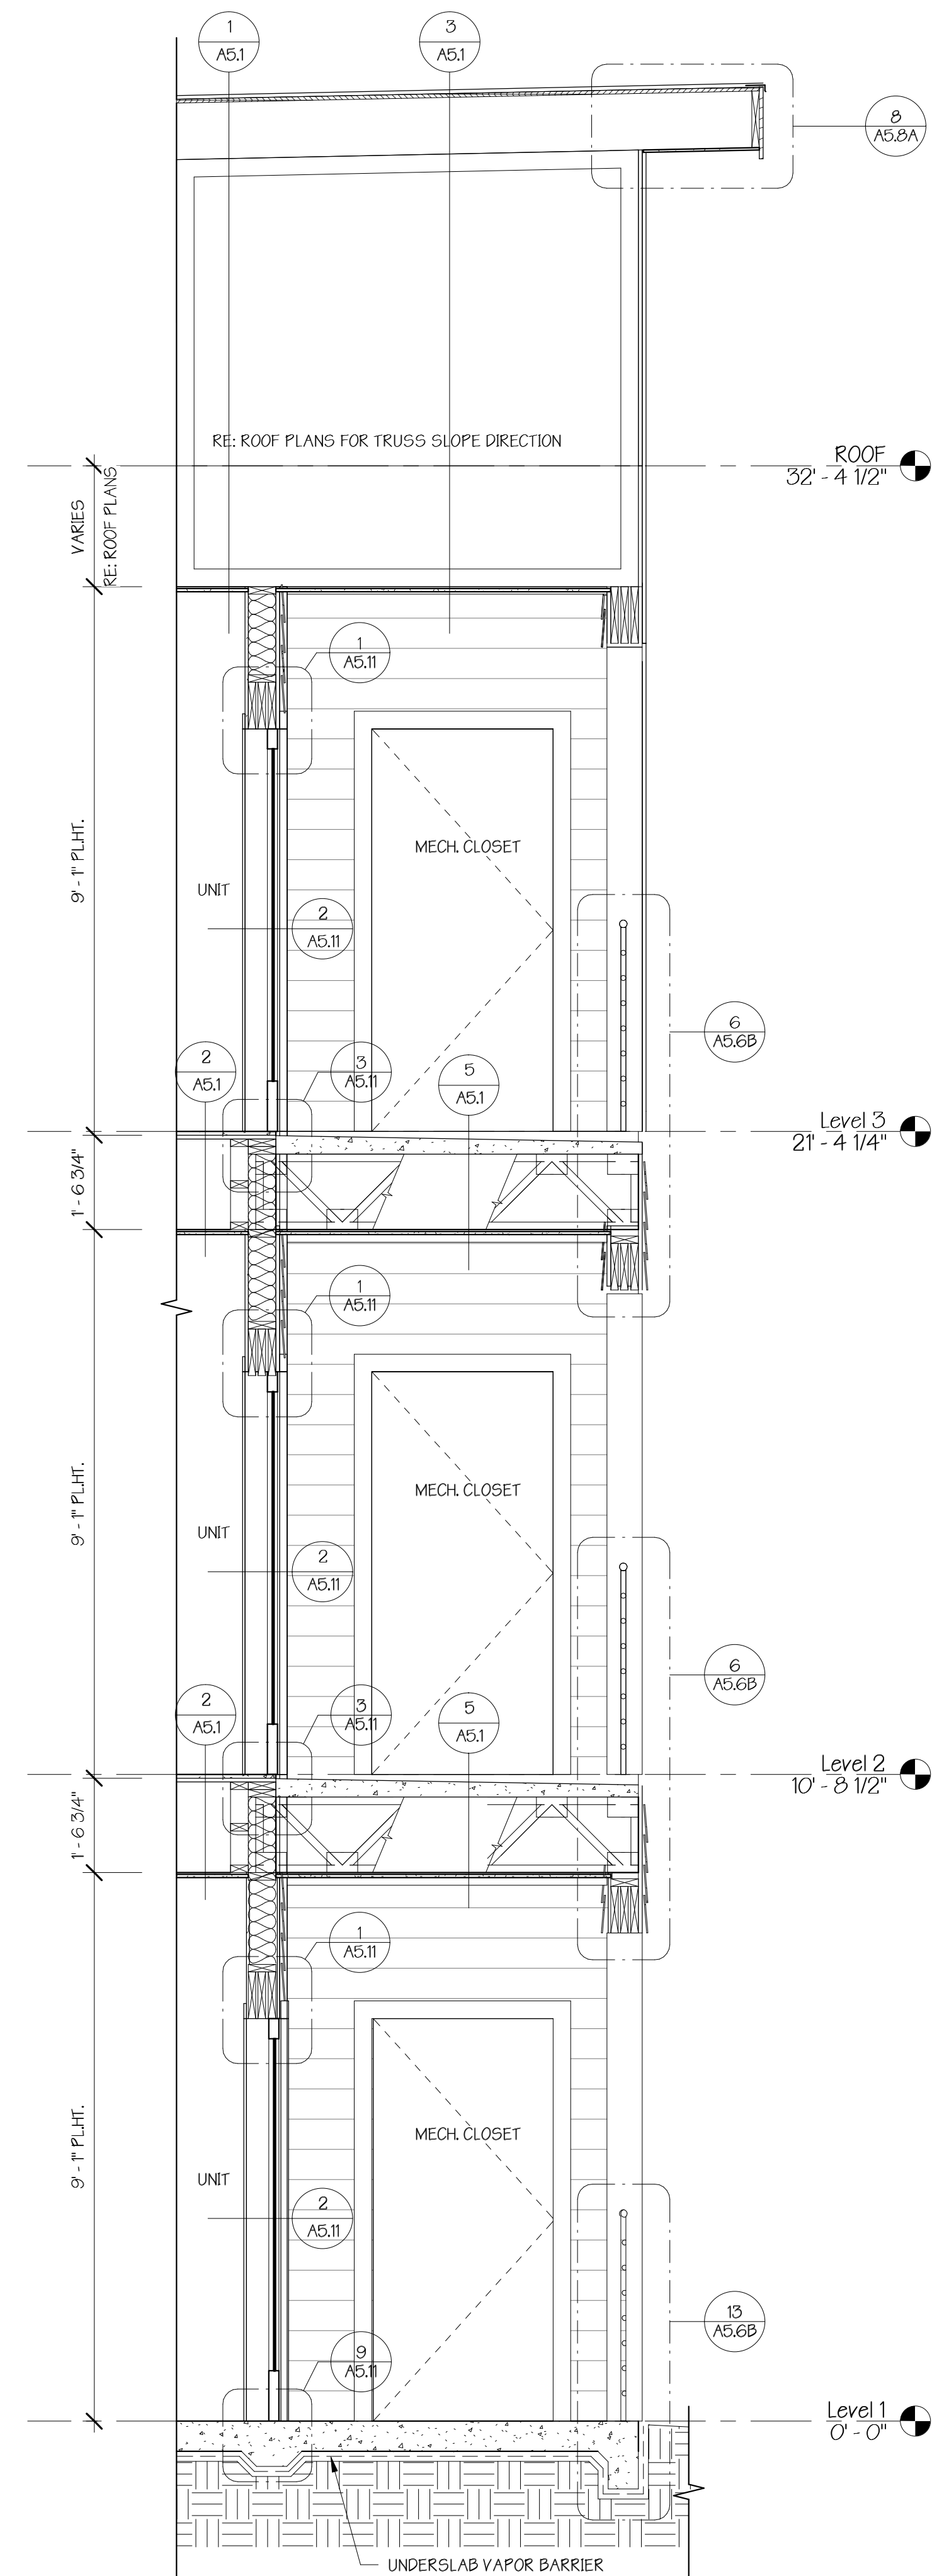 1
A5.1
3
A5.1
8
A5.8A
RE: ROOF PLANS FOR TRUSS SLOPE DIRECTION
ROOF
32' - 4 1/2"
VARIES
RE: ROOF PLANS
1
A5.11
9' - 1" PL.HT.
MECH. CLOSET
UNIT
2
A5.11
6
A5.6B
2
A5.1
3
A5.11
5
A5.1
Level 3
21' - 4 1/4"
1' - 6 3/4"
1
A5.11
9' - 1" PL.HT.
MECH. CLOSET
UNIT
2
A5.11
6
A5.6B
2
A5.1
3
A5.11
5
A5.1
Level 2
10' - 8 1/2"
1' - 6 3/4"
1
A5.11
9' - 1" PL.HT.
MECH. CLOSET
UNIT
2
A5.11
13
A5.6B
9
A5.11
Level 1
0' - 0"
UNDERSLAB VAPOR BARRIER